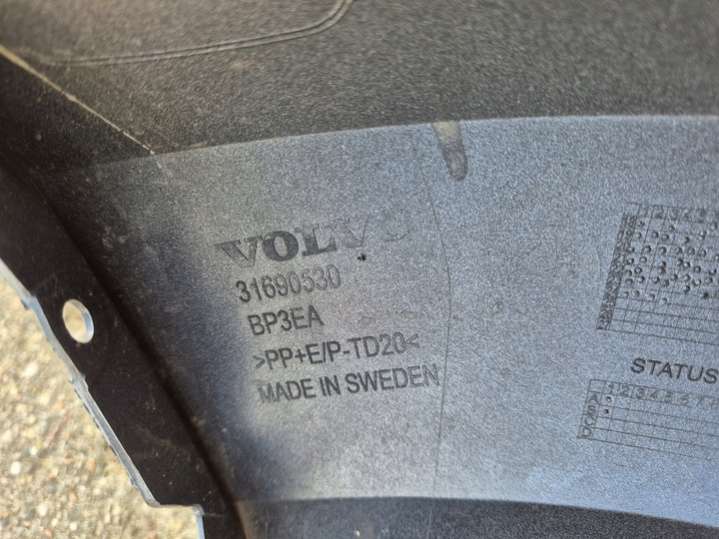 VOLVO
31690530
BP3EA
>PP+E/P-TD20<
MADE IN SWEDEN
STATUS